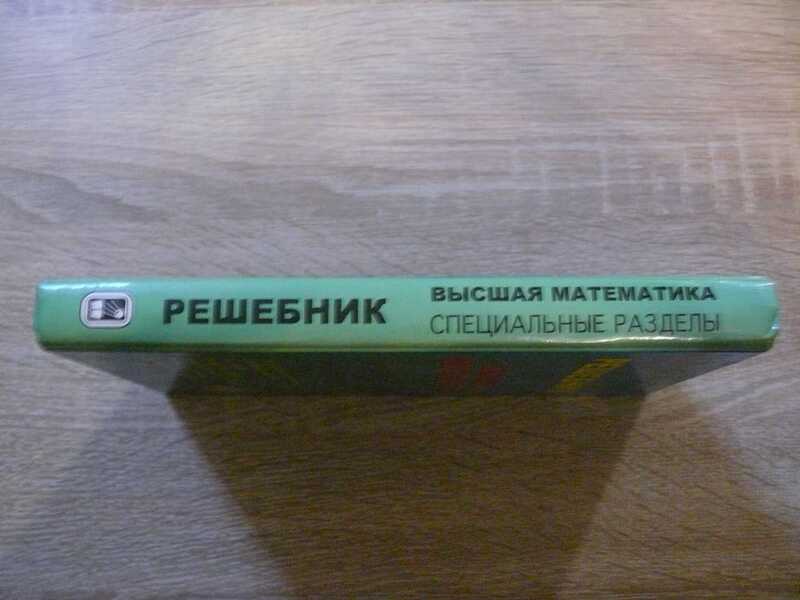 РЕШЕБНИК
ВЫСШАЯ МАТЕМАТИКА
СПЕЦИАЛЬНЫЕ РАЗДЕЛЫ